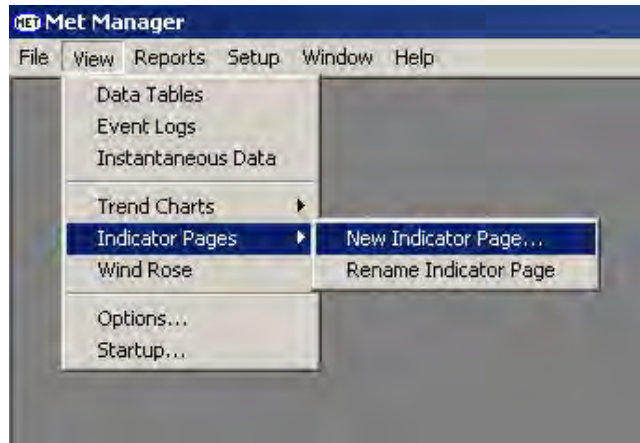 MET Met Manager
File View Reports Setup Window Help
Data Tables
Event Logs
Instantaneous Data
Trend Charts
Indicator Pages
New Indicator Page...
Wind Rose
Rename Indicator Page
Options...
Startup...